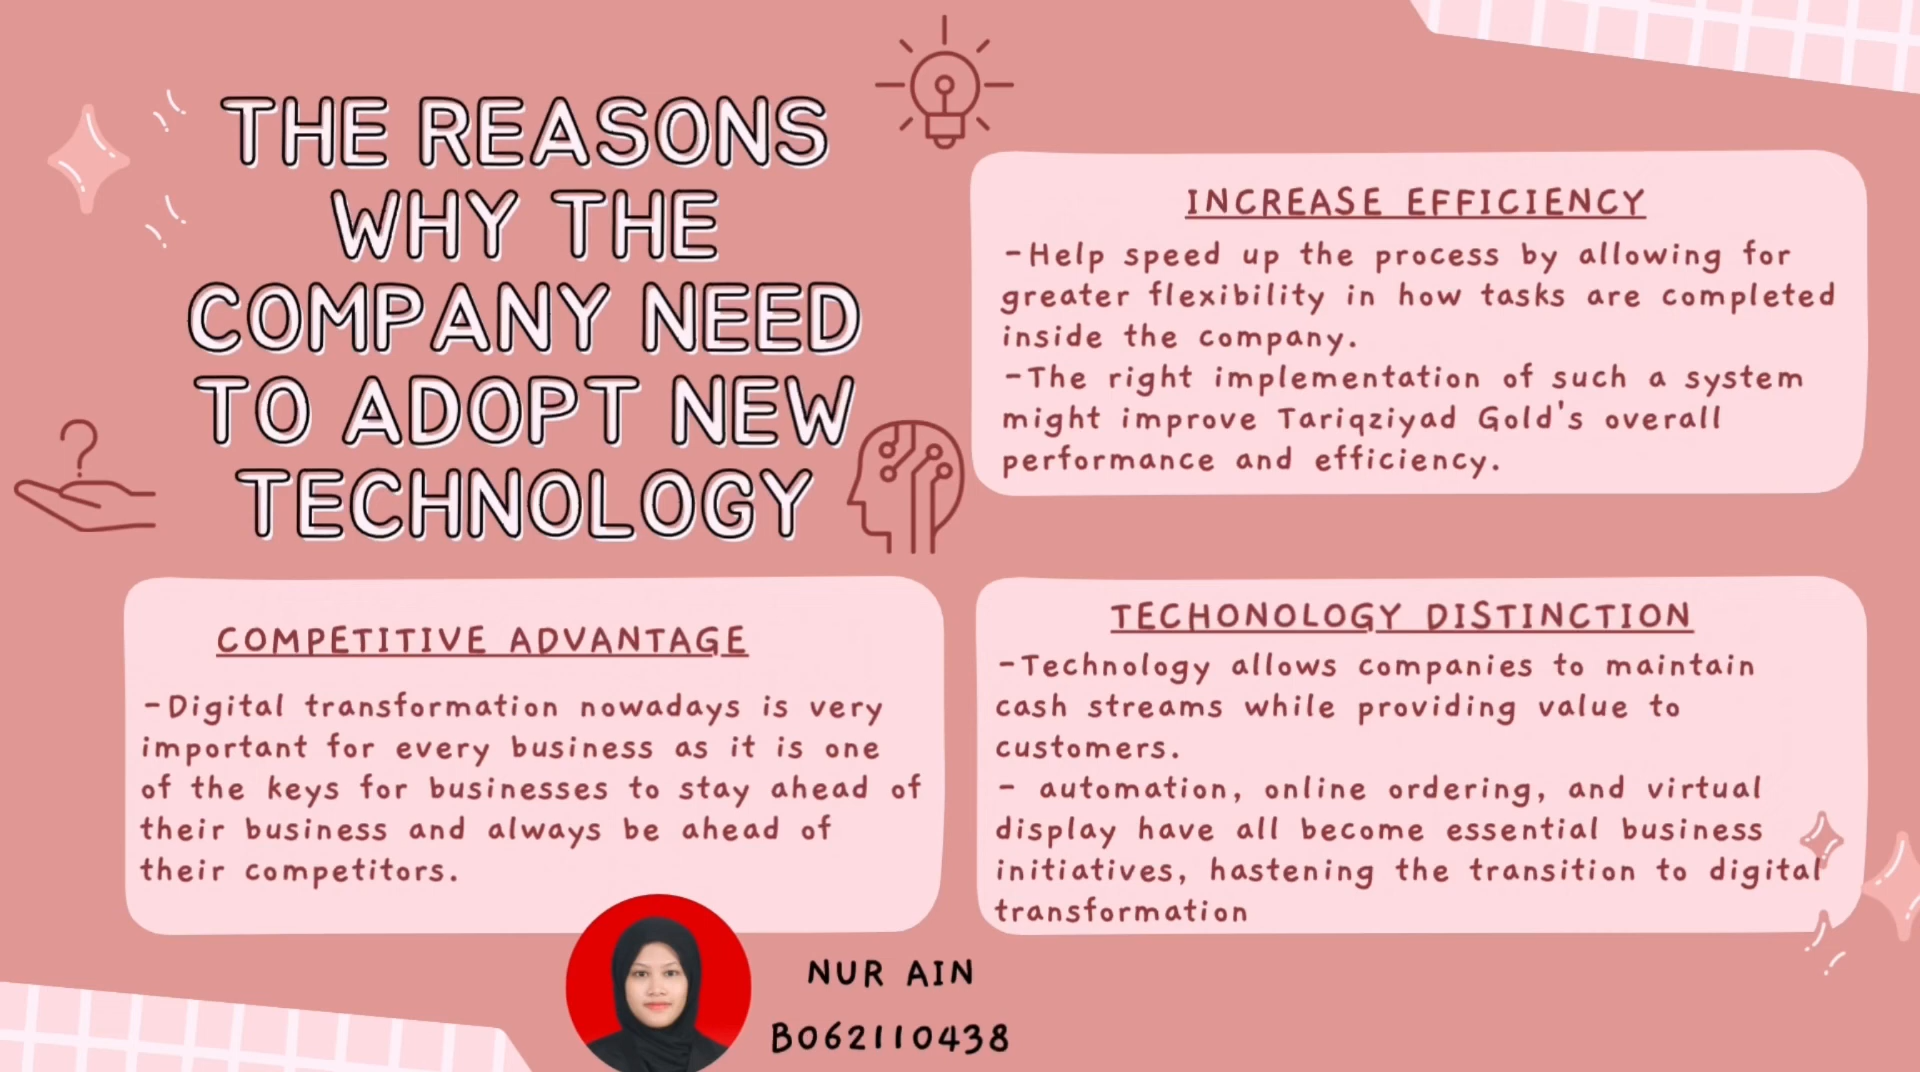 THE REASONS
WHY THE
COMPANY NEED
TO ADOPT NEW
TECHNOLOGY
INCREASE EFFICIENCY
-Help speed up the process by allowing for
greater flexibility in how tasks are completed
inside the company.
-The right implementation of such a system
might improve Tariqziyad Gold's overall
performance and efficiency.
COMPETITIVE ADVANTAGE
-Digital transformation nowadays is very
important for every business as it is one
of the keys for businesses to stay ahead of
their business and always be ahead of
their competitors.
TECHONOLOGY DISTINCTION
-Technology allows companies to maintain
cash streams while providing value to
customers.
- automation, online ordering, and virtual
display have all become essential business
initiatives, hastening the transition to digital
transformation
NUR AIN
B062110438